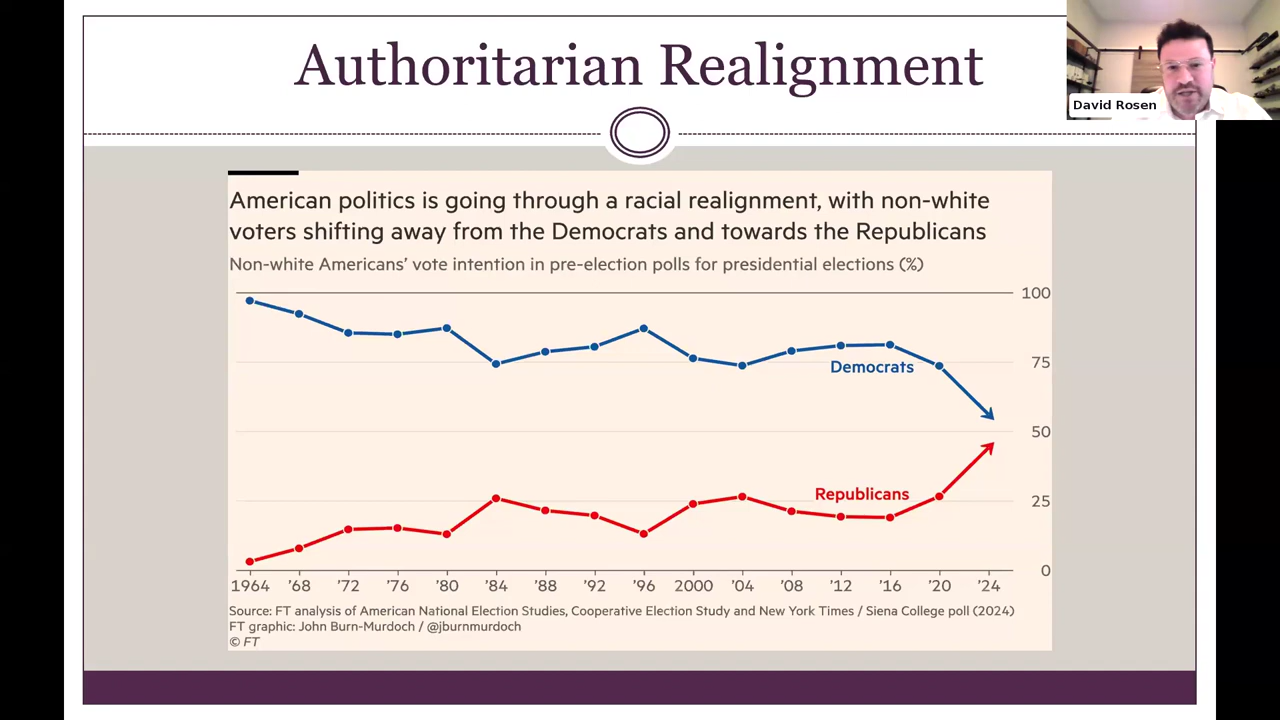 Authoritarian Realignment
David Rosen
American politics is going through a racial realignment, with non-white
voters shifting away from the Democrats and towards the Republicans
Non-white Americans' vote intention in pre-election polls for presidential elections (%)
100
75
Democrats
50
Republicans
25
0
1964 '68 '72 '76 '80 '84 '88 '92 '96 2000 '04 '08 '12 '16 '20 '24
Source: FT analysis of American National Election Studies, Cooperative Election Study and New York Times / Siena College poll (2024)
FT graphic: John Burn-Murdoch / @jburnmurdoch
© FT